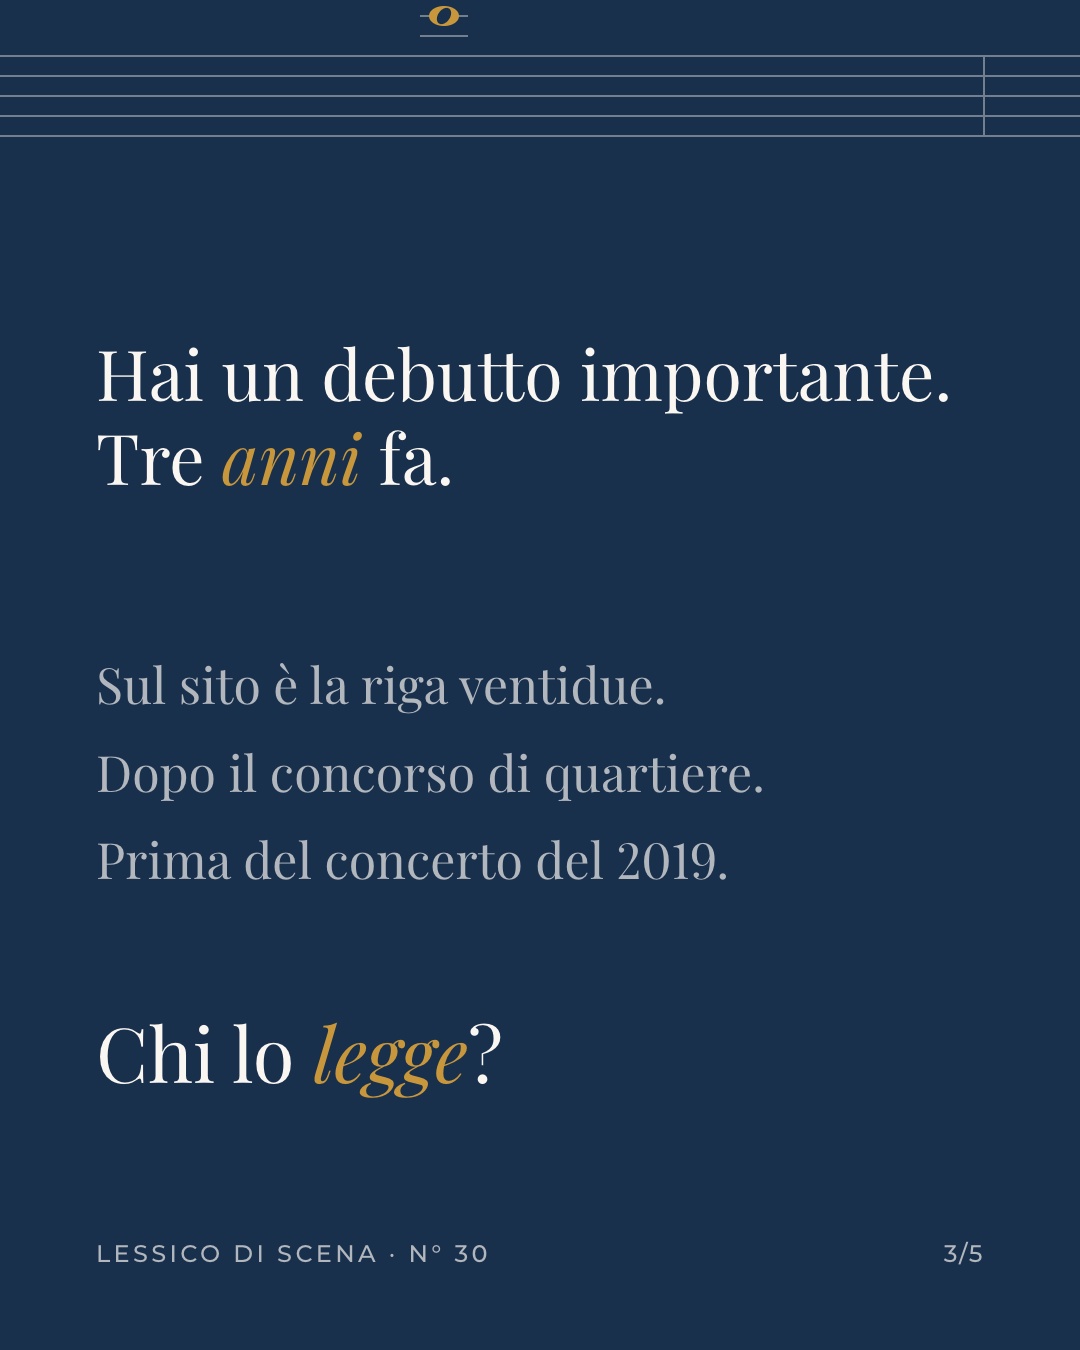 Hai un debutto importante.
Tre anni fa.
Sul sito è la riga ventidue.
Dopo il concorso di quartiere.
Prima del concerto del 2019.
Chi lo legge?
LESSICO DI SCENA · N° 30
3/5